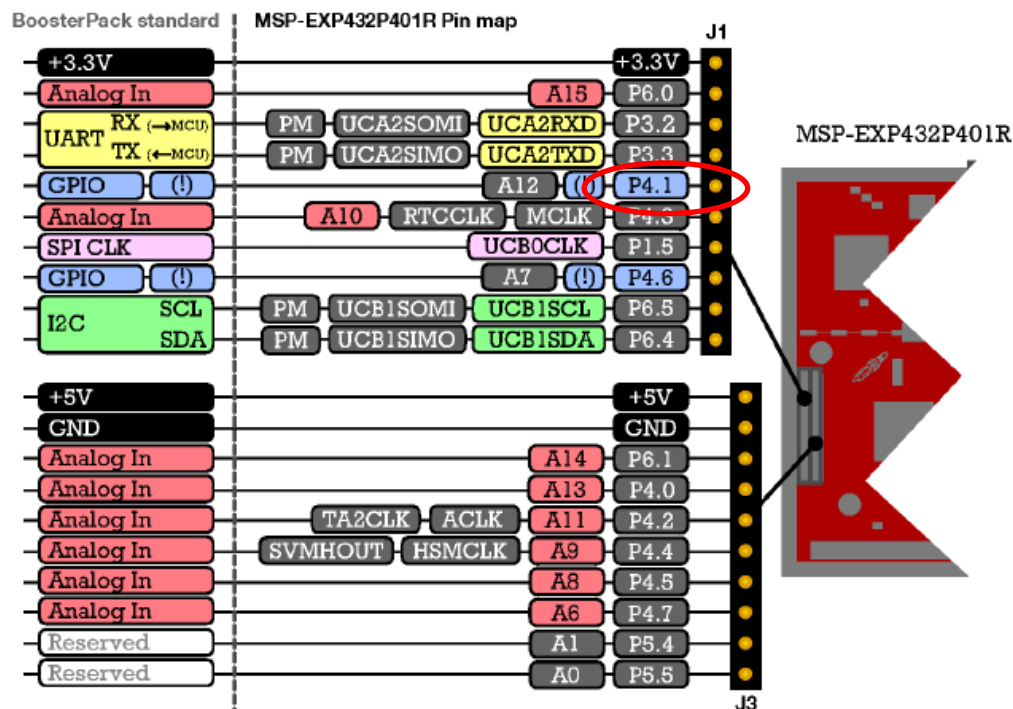 BoosterPack standard MSP-EXP432P401R Pin map
J1
+3.3V +3.3V
Analog In A15 P6.0
UART RX (→MCU) PM UCA2SOMI UCA2RXD P3.2
TX (←MCU) PM UCA2SIMO UCA2TXD P3.3
MSP-EXP432P401R
GPIO (!) A12 (!) P4.1
Analog In A10 RTCCLK MCLK P4.3
SPI CLK UCB0CLK P1.5
GPIO (!) A7 (!) P4.6
I2C SCL PM UCB1SOMI UCB1SCL P6.5
SDA PM UCB1SIMO UCB1SDA P6.4
+5V +5V
GND GND
Analog In A14 P6.1
Analog In A13 P4.0
Analog In TA2CLK ACLK A11 P4.2
Analog In SVMHOUT HSMCLK A9 P4.4
Analog In A8 P4.5
Analog In A6 P4.7
Reserved A1 P5.4
Reserved A0 P5.5
J3